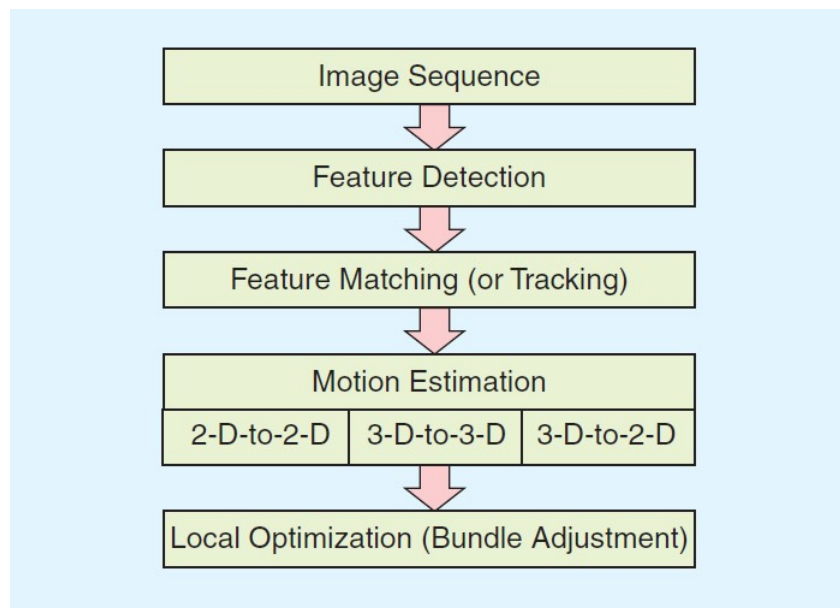 Image Sequence
Feature Detection
Feature Matching (or Tracking)
Motion Estimation
2-D-to-2-D
3-D-to-3-D
3-D-to-2-D
Local Optimization (Bundle Adjustment)